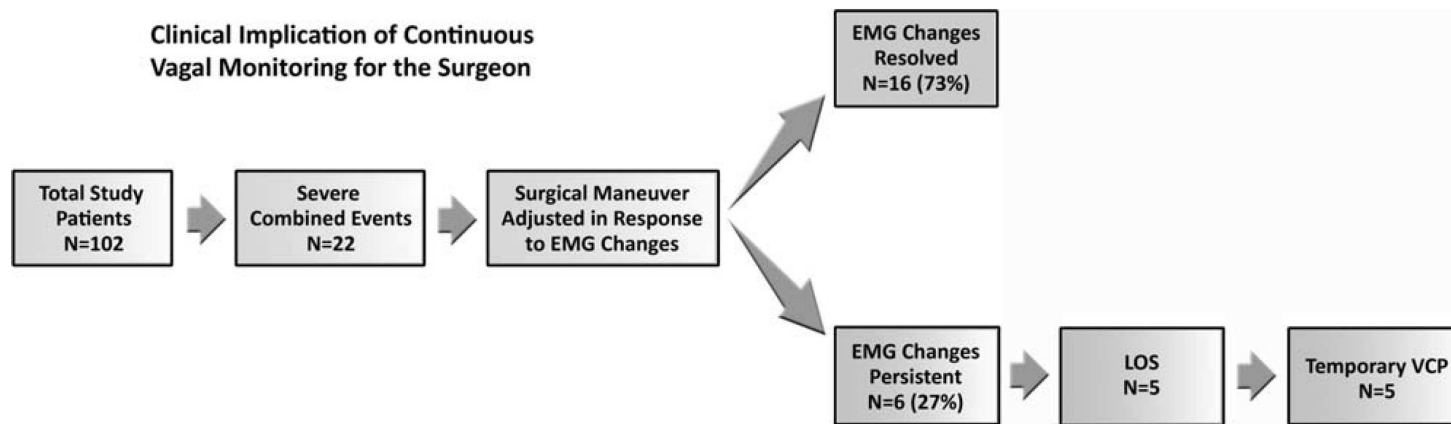 Clinical Implication of Continuous
Vagal Monitoring for the Surgeon
Total Study
Patients
N=102
Severe
Combined Events
N=22
Surgical Maneuver
Adjusted in Response
to EMG Changes
EMG Changes
Resolved
N=16 (73%)
EMG Changes
Persistent
N=6 (27%)
LOS
N=5
Temporary VCP
N=5